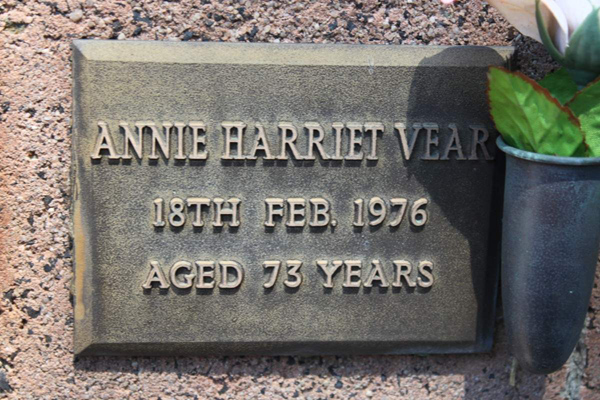 ANNIE HARRIET VEAR
18TH FEB. 1976
AGED 73 YEARS